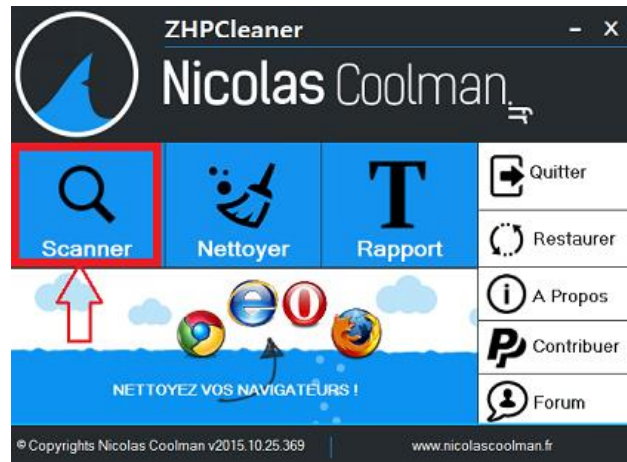 ZHPCleaner
Nicolas Coolman.fr
Scanner
Nettoyer
T
Rapport
Quitter
Restaurer
A Propos
Contribuer
Forum
NETTOYEZ VOS NAVIGATEURS !
© Copyrights Nicolas Coolman v2015.10.25.369
www.nicolascoolman.fr